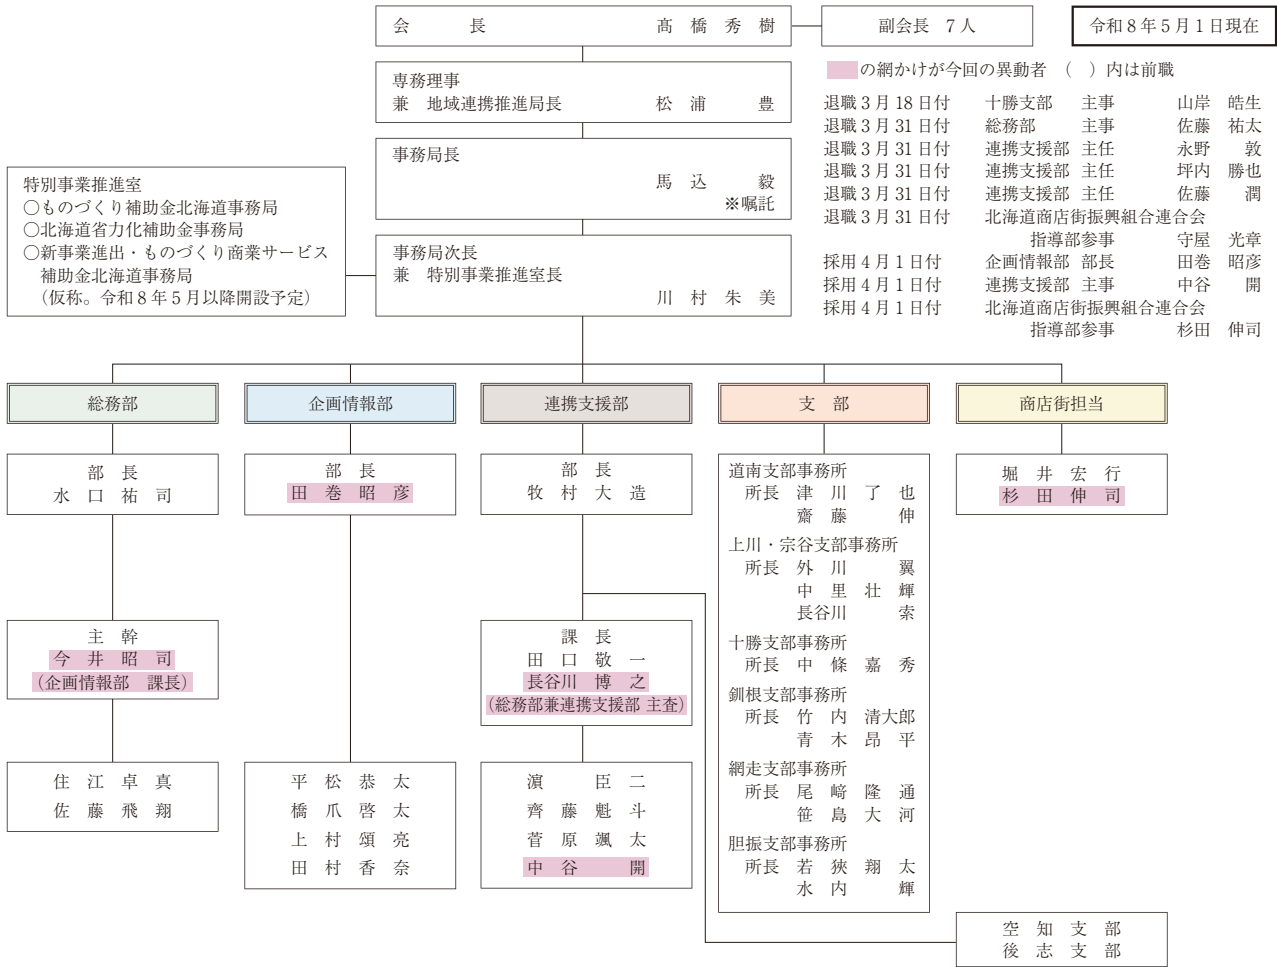 会長 髙橋秀樹
副会長 7人
令和8年5月1日現在
専務理事
兼 地域連携推進局長 松浦 豊
事務局長
馬込 毅
※嘱託
事務局次長
兼 特別事業推進室長
川村朱美
特別事業推進室
○ものづくり補助金北海道事務局
○北海道省力化補助金事務局
○新事業進出・ものづくり商業サービス
補助金北海道事務局
(仮称。令和8年5月以降開設予定)
の網かけが今回の異動者 ( )内は前職
退職3月18日付 十勝支部 主事 山岸 皓生
退職3月31日付 総務部 主事 佐藤 祐太
退職3月31日付 連携支援部 主任 永野 敦
退職3月31日付 連携支援部 主任 坪内 勝也
退職3月31日付 連携支援部 主任 佐藤 潤
退職3月31日付 北海道商店街振興組合連合会
指導部参事 守屋 光章
採用4月1日付 企画情報部 部長 田巻 昭彦
採用4月1日付 連携支援部 主事 中谷 開
採用4月1日付 北海道商店街振興組合連合会
指導部参事 杉田 伸司
総務部
部長
水口祐司
主幹
今井昭司
(企画情報部 課長)
住江卓真
佐藤飛翔
企画情報部
部長
田巻昭彦
平松恭太
橋爪啓太
上村頌亮
田村香奈
連携支援部
部長
牧村大造
課長
田口敬一
長谷川博之
(総務部兼連携支援部 主査)
濵 臣二
齊藤魁斗
菅原颯太
中谷 開
支部
道南支部事務所
所長 津川了也
齋藤 伸
上川・宗谷支部事務所
所長 外川 翼
中里壮輝
長谷川 索
十勝支部事務所
所長 中條嘉秀
釧根支部事務所
所長 竹内清大郎
青木昂平
網走支部事務所
所長 尾﨑隆通
笹島大河
胆振支部事務所
所長 若狹翔太
水内 輝
商店街担当
堀井宏行
杉田伸司
空知支部
後志支部